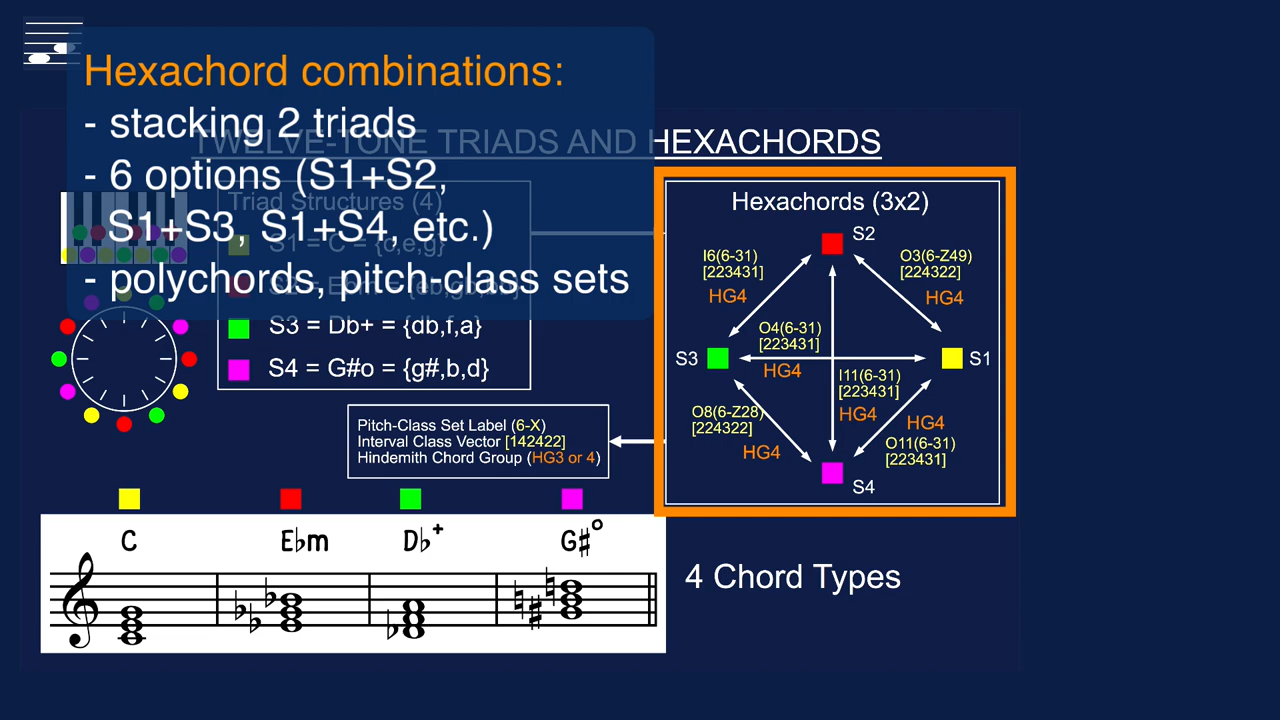 Hexachord combinations:
- stacking 2 triads
- 6 options (S1+S2,
S1+S3, S1+S4, etc.)
- polychords, pitch-class sets
TWELVE-TONE TRIADS AND HEXACHORDS
Triad Structures (4)
S1 = C = {c,e,g}
S2 = Ebm = {eb,gb,bb}
S3 = Db+ = {db,f,a}
S4 = G#o = {g#,b,d}
Hexachords (3x2)
S2
I6(6-31)
[223431]
HG4
O3(6-Z49)
[224322]
HG4
O4(6-31)
[223431]
HG4
S3
S1
I11(6-31)
[223431]
HG4
O8(6-Z28)
[224322]
HG4
HG4
O11(6-31)
[223431]
S4
Pitch-Class Set Label (6-X)
Interval Class Vector [142422]
Hindemith Chord Group (HG3 or 4)
C E♭m D♭+ G♯o
4 Chord Types